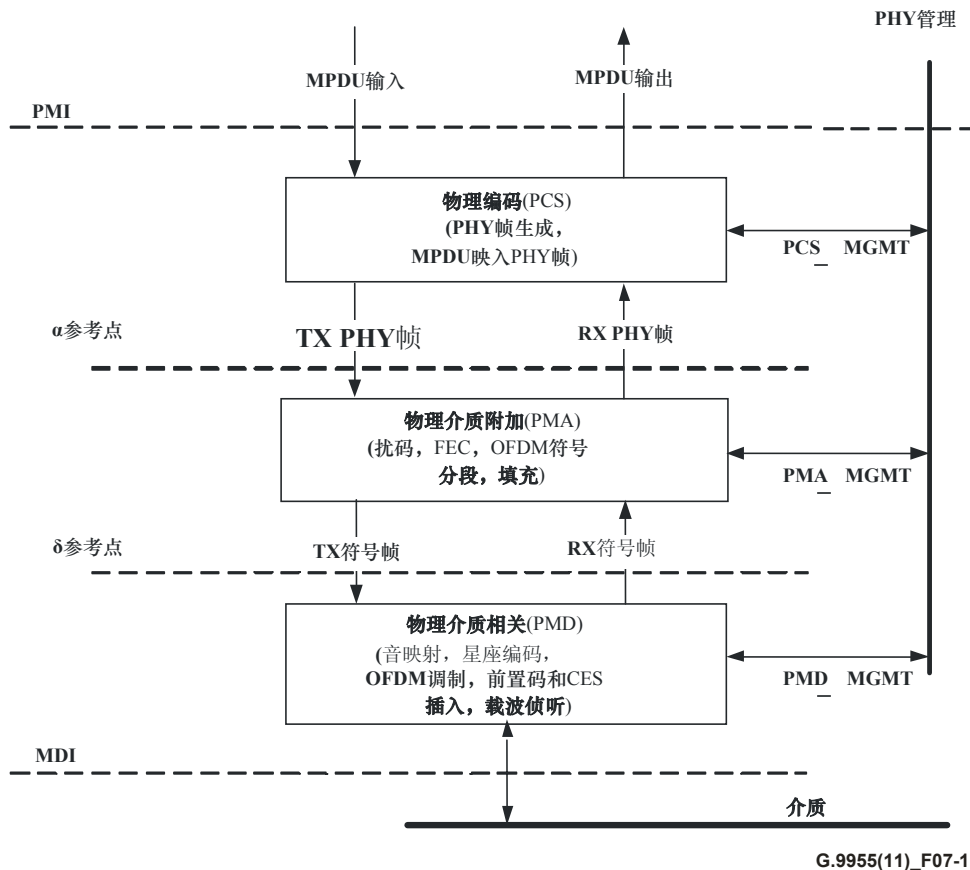 PHY管理
MPDU输入
MPDU输出
PMI
物理编码(PCS)
(PHY帧生成，
MPDU映入PHY帧)
PCS_ MGMT
α参考点
TX PHY帧
RX PHY帧
物理介质附加(PMA)
(扰码，FEC，OFDM符号
分段，填充)
PMA_ MGMT
δ参考点
TX符号帧
RX符号帧
物理介质相关(PMD)
(音映射，星座编码，
OFDM调制，前置码和CES
插入，载波侦听)
PMD_ MGMT
MDI
介质
G.9955(11)_F07-1